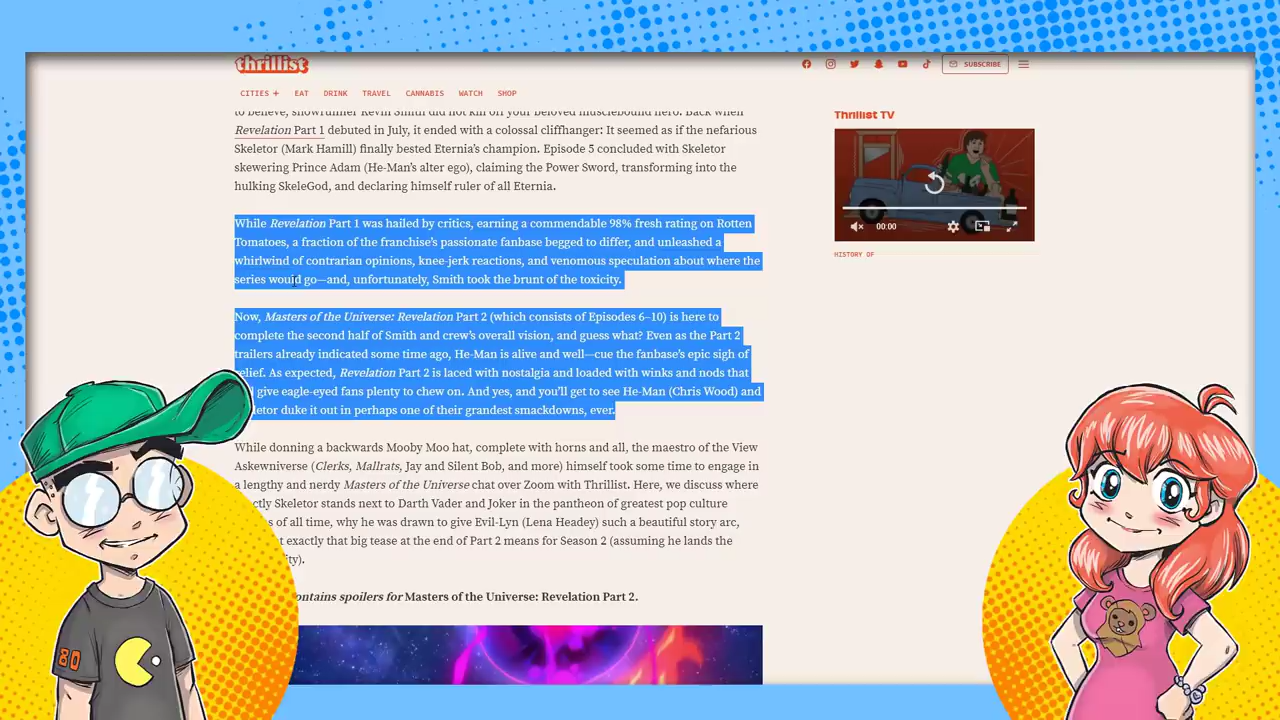 thrillist
SUBSCRIBE
CITIES + EAT DRINK TRAVEL CANNABIS WATCH SHOP
to believe, showrunner Kevin Smith did not kill off your beloved musclebound hero. Back when
Revelation Part 1 debuted in July, it ended with a colossal cliffhanger: It seemed as if the nefarious
Skeletor (Mark Hamill) finally bested Eternia's champion. Episode 5 concluded with Skeletor
skewering Prince Adam (He-Man's alter ego), claiming the Power Sword, transforming into the
hulking SkeleGod, and declaring himself ruler of all Eternia.
While Revelation Part 1 was hailed by critics, earning a commendable 98% fresh rating on Rotten
Tomatoes, a fraction of the franchise's passionate fanbase begged to differ, and unleashed a
whirlwind of contrarian opinions, knee-jerk reactions, and venomous speculation about where the
series would go—and, unfortunately, Smith took the brunt of the toxicity.
Now, Masters of the Universe: Revelation Part 2 (which consists of Episodes 6–10) is here to
complete the second half of Smith and crew's overall vision, and guess what? Even as the Part 2
trailers already indicated some time ago, He-Man is alive and well—cue the fanbase's epic sigh of
relief. As expected, Revelation Part 2 is laced with nostalgia and loaded with winks and nods that
give eagle-eyed fans plenty to chew on. And yes, and you'll get to see He-Man (Chris Wood) and
letor duke it out in perhaps one of their grandest smackdowns, ever.
While donning a backwards Mooby Moo hat, complete with horns and all, the maestro of the View
Askewniverse (Clerks, Mallrats, Jay and Silent Bob, and more) himself took some time to engage in
a lengthy and nerdy Masters of the Universe chat over Zoom with Thrillist. Here, we discuss where
ctly Skeletor stands next to Darth Vader and Joker in the pantheon of greatest pop culture
s of all time, why he was drawn to give Evil-Lyn (Lena Headey) such a beautiful story arc,
t exactly that big tease at the end of Part 2 means for Season 2 (assuming he lands the
ity).
ontains spoilers for Masters of the Universe: Revelation Part 2.
Thrillist TV
00:00
HISTORY OF
80